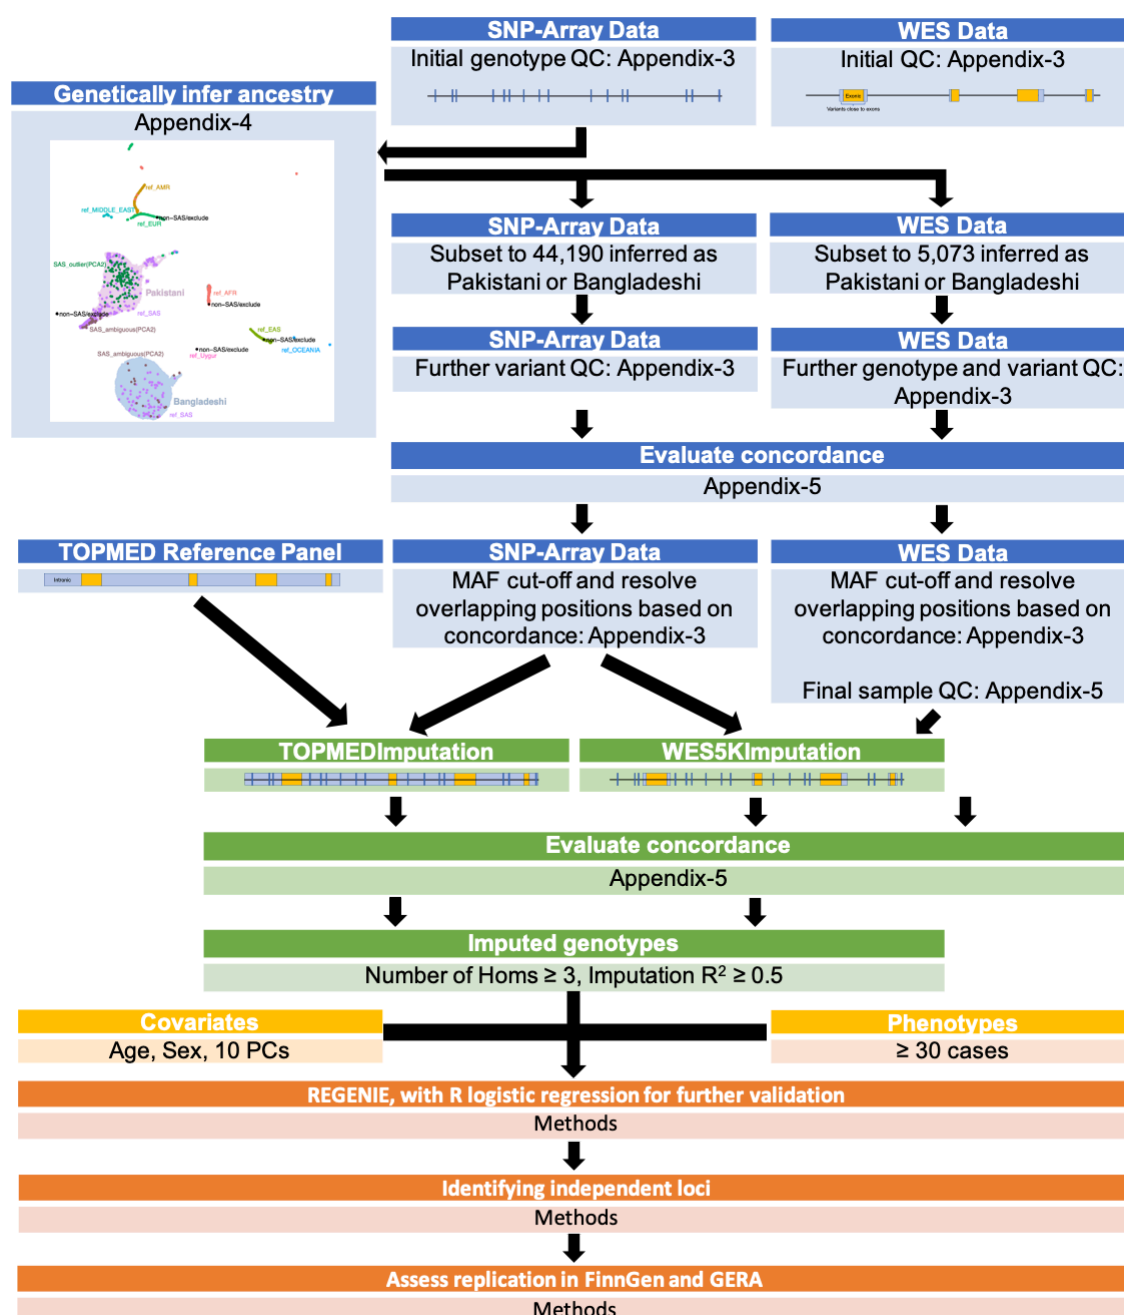 SNP-Array Data
Initial genotype QC: Appendix-3
WES Data
Initial QC: Appendix-3
Exonic
Variants close to exons
Genetically infer ancestry
Appendix-4
ref_AMR
ref_MIDDLE_EAST
non-SAS/exclude
ref_EUR
SAS_outlier(PCA2)
Pakistani
ref_AFR
non-SAS/exclude
ref_SAS
non-SAS/exclude
SAS_ambiguous(PCA2)
ref_EAS
non-SAS/exclude
ref_OCEANIA
non-SAS/exclude
ref_Uygur
SAS_ambiguous(PCA2)
Bangladeshi
ref_SAS
SNP-Array Data
Subset to 44,190 inferred as
Pakistani or Bangladeshi
WES Data
Subset to 5,073 inferred as
Pakistani or Bangladeshi
SNP-Array Data
Further variant QC: Appendix-3
WES Data
Further genotype and variant QC:
Appendix-3
Evaluate concordance
Appendix-5
TOPMED Reference Panel
Intronic
SNP-Array Data
MAF cut-off and resolve
overlapping positions based on
concordance: Appendix-3
WES Data
MAF cut-off and resolve
overlapping positions based on
concordance: Appendix-3
Final sample QC: Appendix-5
TOPMEDImputation
WES5KImputation
Evaluate concordance
Appendix-5
Imputed genotypes
Number of Homs ≥ 3, Imputation R² ≥ 0.5
Covariates
Age, Sex, 10 PCs
Phenotypes
≥ 30 cases
REGENIE, with R logistic regression for further validation
Methods
Identifying independent loci
Methods
Assess replication in FinnGen and GERA
Methods